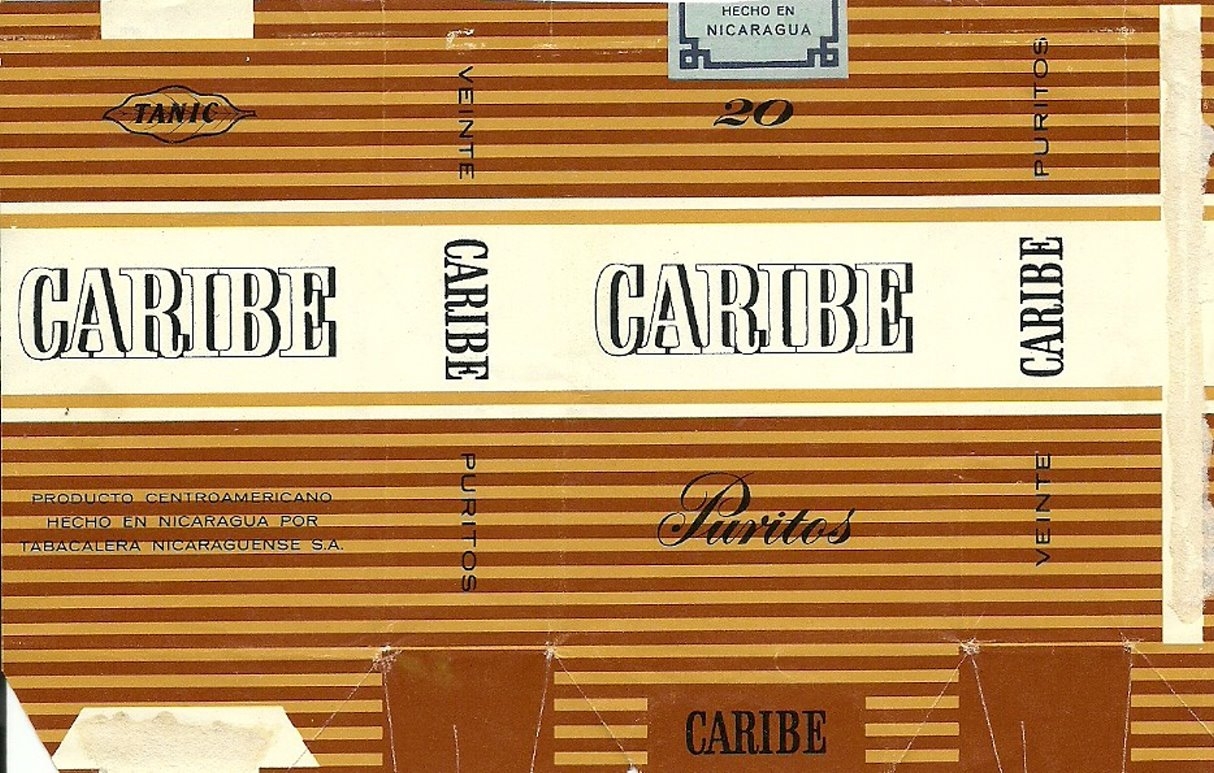 HECHO EN
NICARAGUA
TANIC
VEINTE
20
PURITOS
CARIBE
CARIBE
CARIBE
CARIBE
PRODUCTO CENTROAMERICANO
HECHO EN NICARAGUA POR
TABACALERA NICARAGUENSE S.A.
PURITOS
Puritos
VEINTE
CARIBE